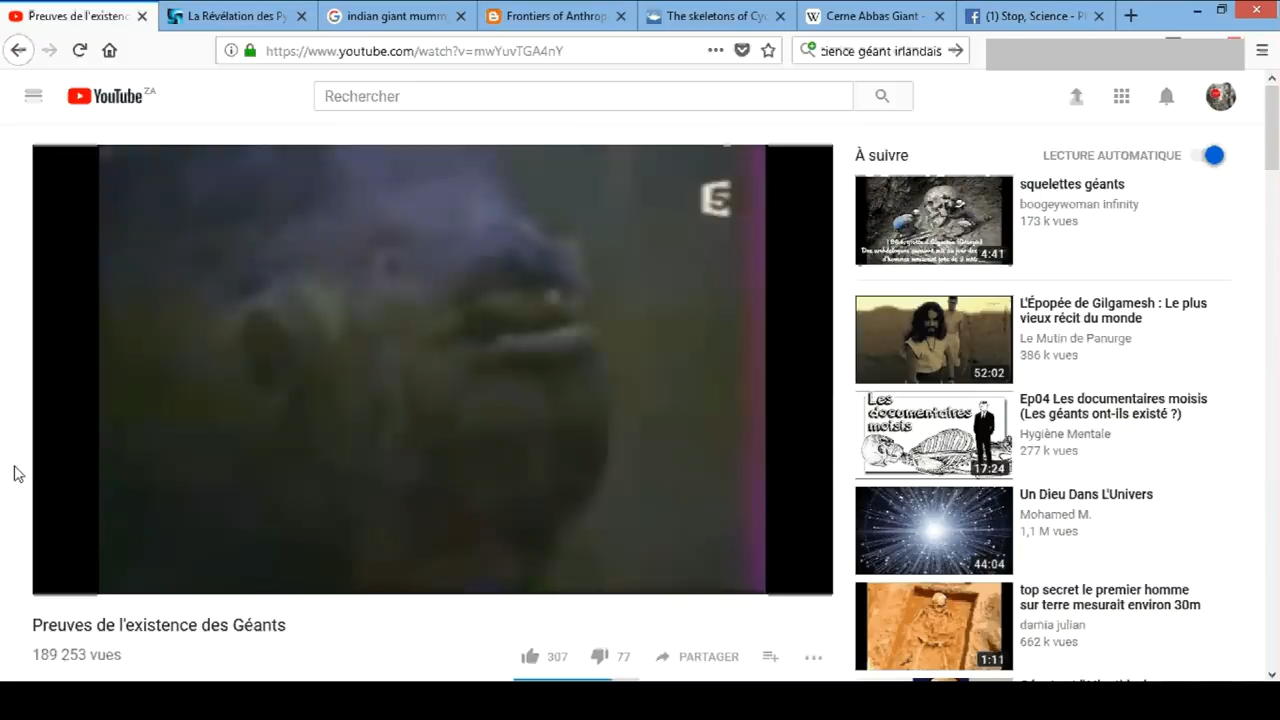 Preuves de l'existenc
La Révélation des Py
indian giant mumm
Frontiers of Anthrop
The skeletons of Cyc
Cerne Abbas Giant -
(1) Stop, Science - Pi
https://www.youtube.com/watch?v=mwYuvTGA4nY
cience géant irlandais
YouTube ZA
Rechercher
5
À suivre
LECTURE AUTOMATIQUE
squelettes géants
boogeywoman infinity
173 k vues
4:41
L'Épopée de Gilgamesh : Le plus
vieux récit du monde
Le Mutin de Panurge
386 k vues
52:02
Les
documentaires
moisis
17:24
Ep04 Les documentaires moisis
(Les géants ont-ils existé ?)
Hygiène Mentale
277 k vues
Un Dieu Dans L'Univers
Mohamed M.
1,1 M vues
44:04
top secret le premier homme
sur terre mesurait environ 30m
damia julian
662 k vues
1:11
Preuves de l'existence des Géants
189 253 vues
307
77
PARTAGER